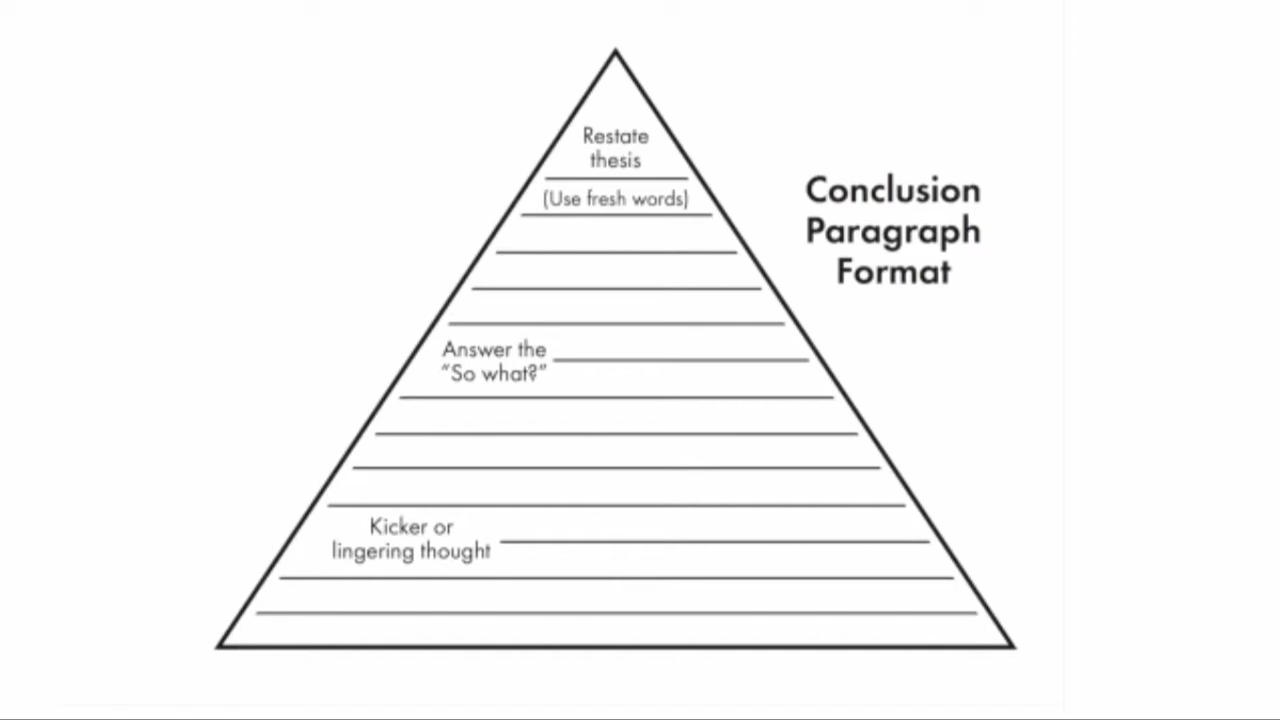 Restate
thesis
(Use fresh words)
Conclusion
Paragraph
Format
Answer the
“So what?”
Kicker or
lingering thought